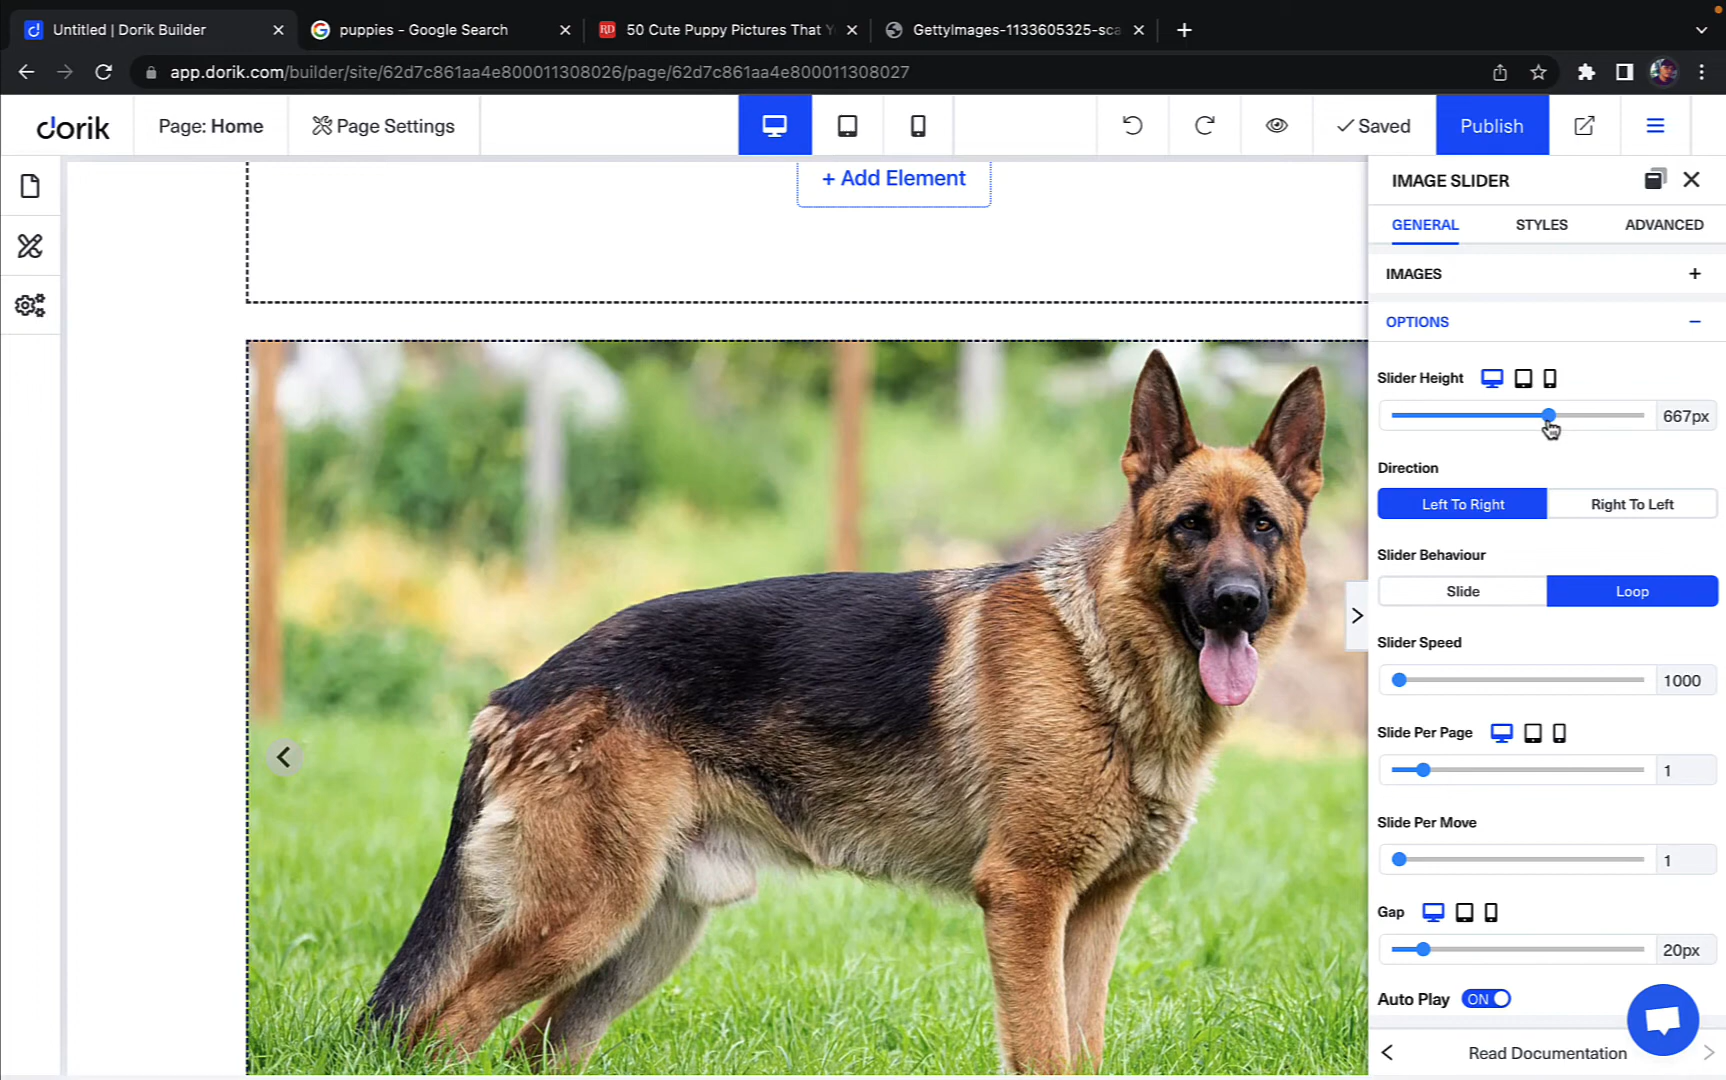 Untitled | Dorik Builder
puppies - Google Search
RD
50 Cute Puppy Pictures That Y
GettyImages-1133605325-sca
app.dorik.com/builder/site/62d7c861aa4e800011308026/page/62d7c861aa4e800011308027
dorik
Page: Home
Page Settings
Saved
Publish
+ Add Element
IMAGE SLIDER
GENERAL
STYLES
ADVANCED
IMAGES
OPTIONS
Slider Height
667px
Direction
Left To Right
Right To Left
Slider Behaviour
Slide
Loop
Slider Speed
1000
Slide Per Page
1
Slide Per Move
1
Gap
20px
Auto Play
ON
Read Documentation